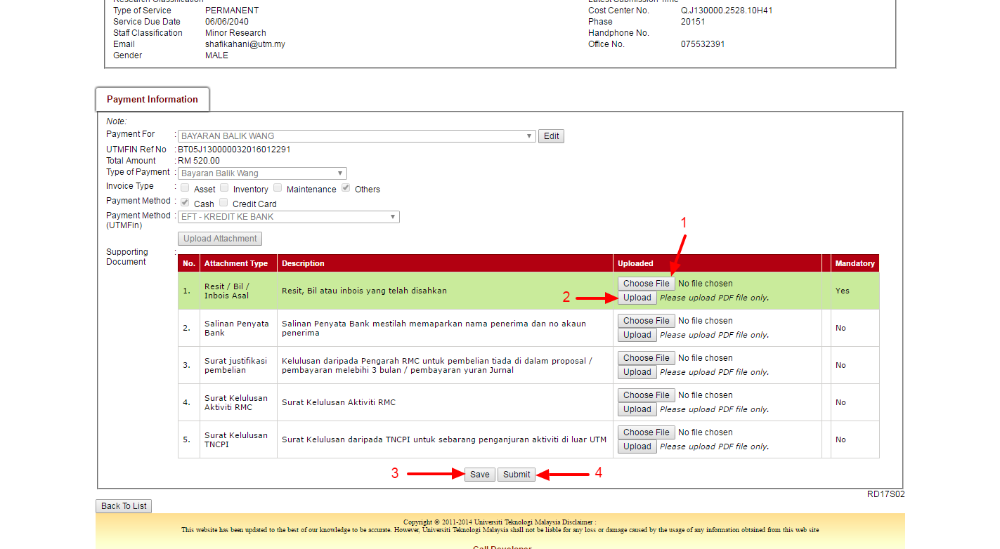 Research Classification Latest Submission Time
Type of Service PERMANENT Cost Center No. Q.J130000.2528.10H41
Service Due Date 06/06/2040 Phase 20151
Staff Classification Minor Research Handphone No.
Email shafikahani@utm.my Office No. 075532391
Gender MALE
Payment Information
Note:
Payment For : BAYARAN BALIK WANG Edit
UTMFIN Ref No : BT05J130000032016012291
Total Amount : RM 520.00
Type of Payment : Bayaran Balik Wang
Invoice Type : Asset Inventory Maintenance Others
Payment Method : Cash Credit Card
Payment Method : EFT - KREDIT KE BANK
(UTMFin)
1
Upload Attachment
Supporting :
Document
No. Attachment Type Description Uploaded Mandatory
1. Resit / Bil / Inbois Asal Resit, Bil atau inbois yang telah disahkan Choose File No file chosen Yes
2 Upload Please upload PDF file only.
2. Salinan Penyata Bank Salinan Penyata Bank mestilah memaparkan nama penerima dan no akaun penerima Choose File No file chosen No
Upload Please upload PDF file only.
3. Surat justifikasi pembelian Kelulusan daripada Pengarah RMC untuk pembelian tiada di dalam proposal / pembayaran melebihi 3 bulan / pembayaran yuran Jurnal Choose File No file chosen No
Upload Please upload PDF file only.
4. Surat Kelulusan Aktiviti RMC Surat Kelulusan Aktiviti RMC Choose File No file chosen No
Upload Please upload PDF file only.
5. Surat Kelulusan TNCPI Surat Kelulusan daripada TNCPI untuk sebarang penganjuran aktiviti di luar UTM Choose File No file chosen No
Upload Please upload PDF file only.
3 Save Submit 4
RD17S02
Back To List
Copyright © 2011-2014 Universiti Teknologi Malaysia Disclaimer :
This website has been updated to the best of our knowledge to be accurate. However, Universiti Teknologi Malaysia shall not be liable for any loss or damage caused by the usage of any information obtained from this web site
Call Developer